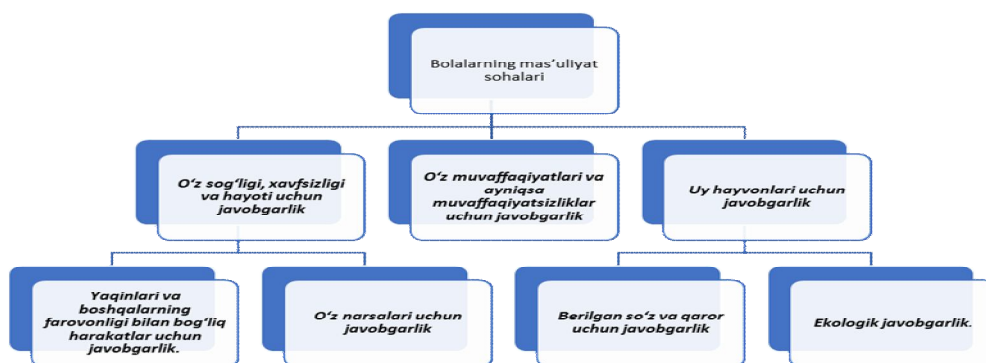 Bolalarning mas’uliyat
sohalari
O‘z sog‘ligi, xavfsizligi
va hayoti uchun
javobgarlik
O‘z muvaffaqiyatlari va
ayniqsa
muvaffaqiyatsizliklar
uchun javobgarlik
Uy hayvonlari uchun
javobgarlik
Yaqinlari va
boshqalarning
farovonligi bilan bog‘liq
harakatlar uchun
javobgarlik.
O‘z narsalari uchun
javobgarlik
Berilgan so‘z va qaror
uchun javobgarlik
Ekologik javobgarlik.